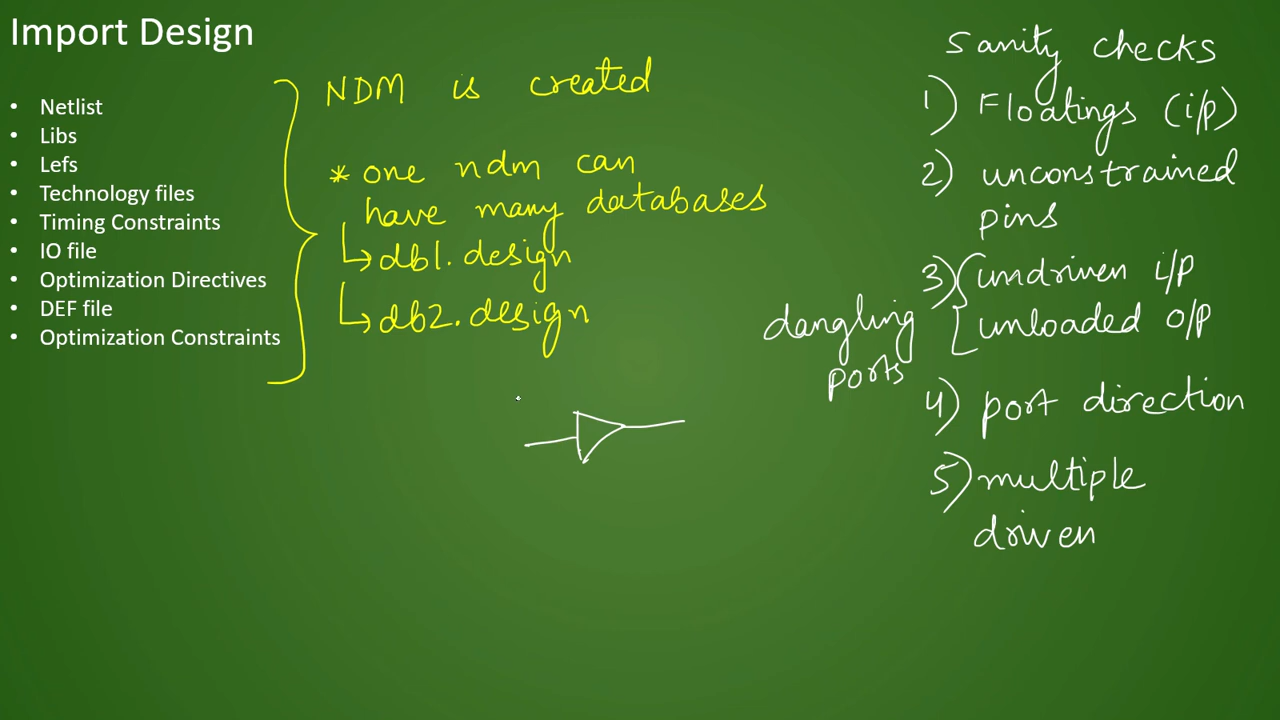 Import Design
• Netlist
• Libs
• Lefs
• Technology files
• Timing Constraints
• IO file
• Optimization Directives
• DEF file
• Optimization Constraints
NDM is created
* one ndm can
have many databases
↳ db1.design
↳ db2.design
Sanity checks
1) Floatings (i/p)
2) unconstrained
pins
3) undriven i/p
unloaded o/p
dangling
ports
4) port direction
5) multiple
driven